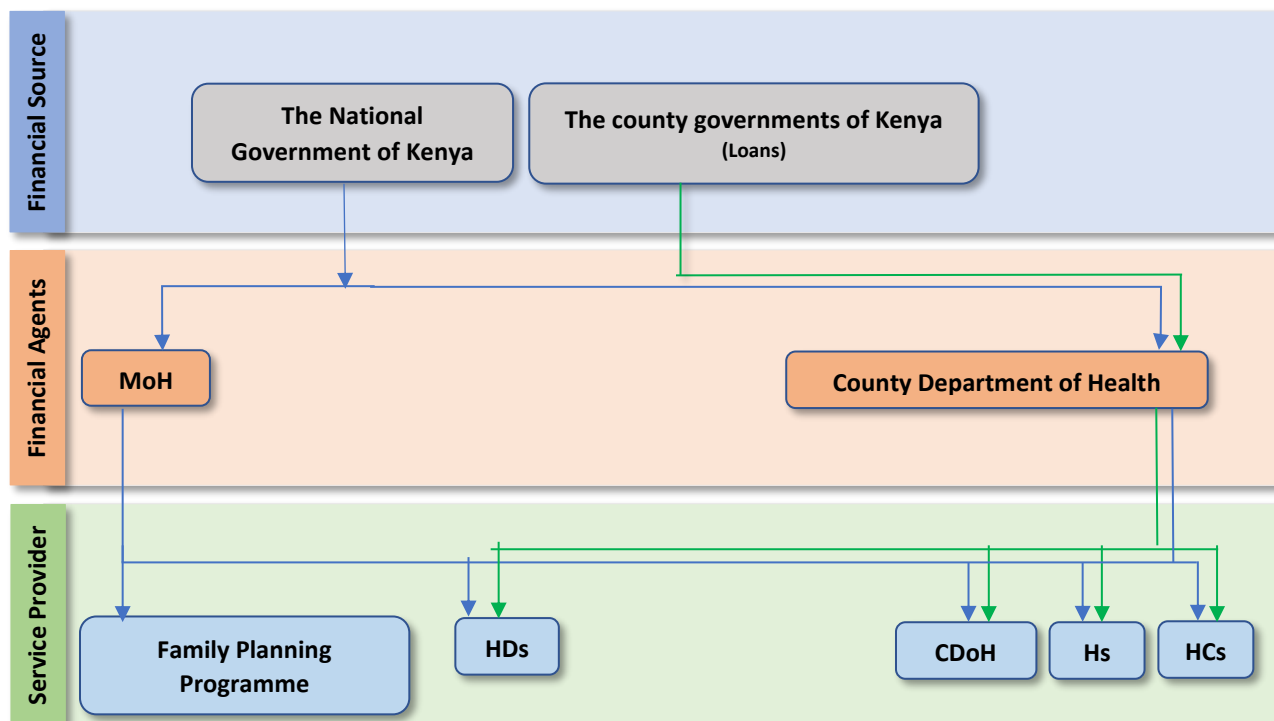 Financial Source
The National
Government of Kenya
The county governments of Kenya
(Loans)
Financial Agents
MoH
County Department of Health
Service Provider
Family Planning
Programme
HDs
CDoH
Hs
HCs